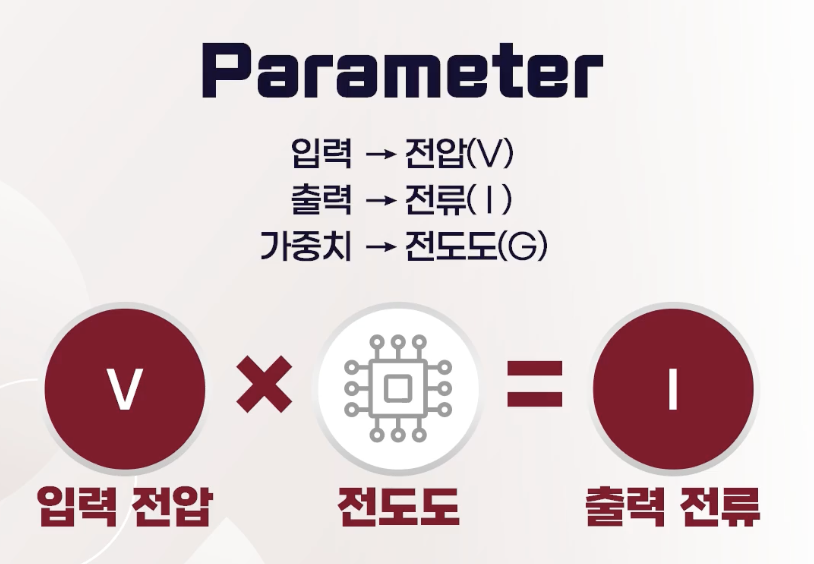 Parameter
입력 → 전압(V)
출력 → 전류(I)
가중치 → 전도도(G)
V × = I
입력 전압 전도도 출력 전류